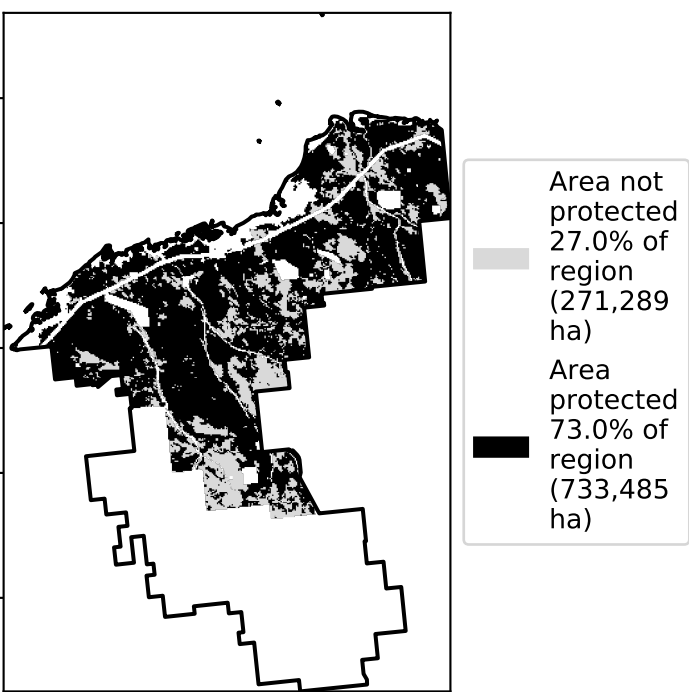 Area not
protected
27.0% of
region
(271,289
ha)
Area
protected
73.0% of
region
(733,485
ha)